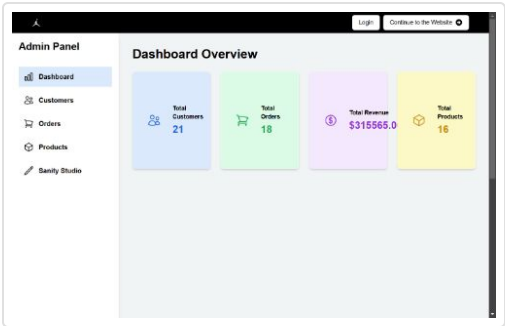 Login
Continue to the Website
Admin Panel
Dashboard
Customers
Orders
Products
Sanity Studio
Dashboard Overview
Total
Customers
21
Total
Orders
18
Total Revenue
$315565.0
Total
Products
16